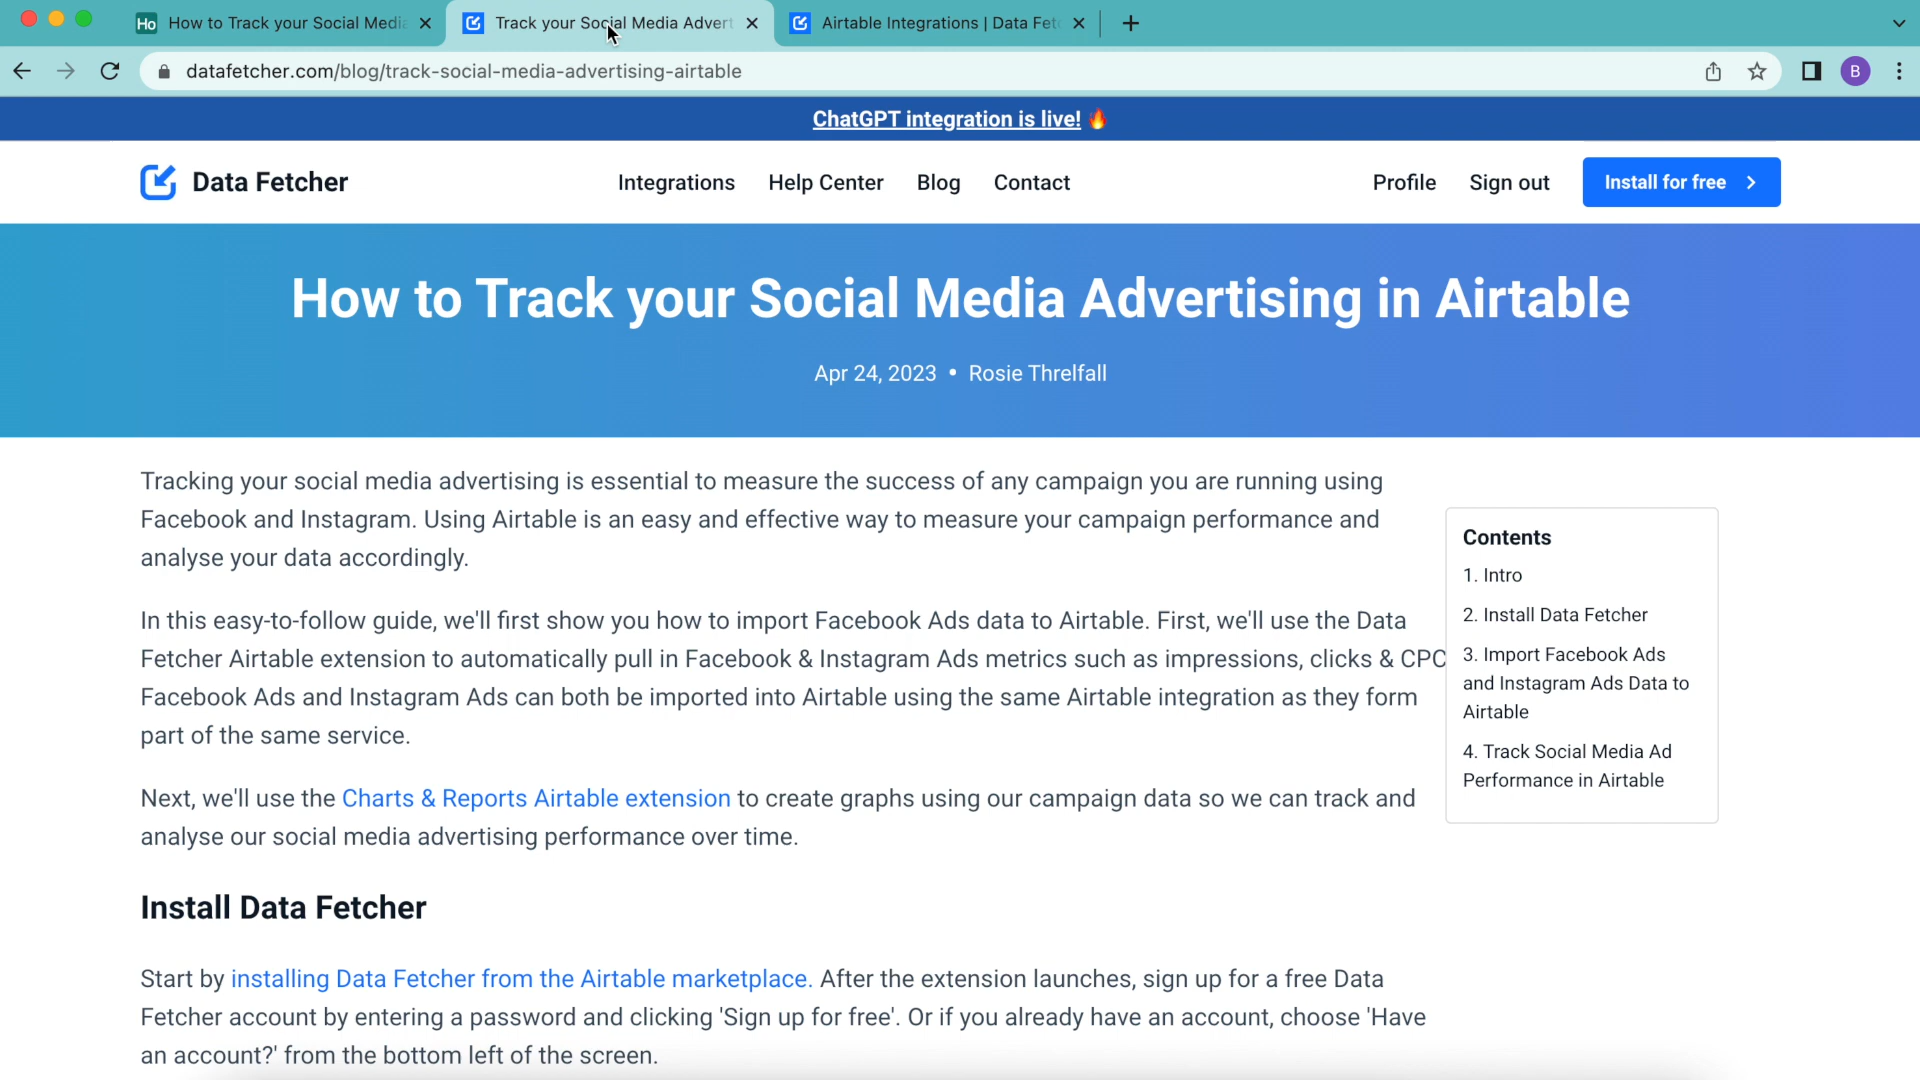 Ho How to Track your Social Media
Track your Social Media Advert
Airtable Integrations | Data Fet
datafetcher.com/blog/track-social-media-advertising-airtable
B
ChatGPT integration is live! 🔥
Data Fetcher
Integrations
Help Center
Blog
Contact
Profile
Sign out
Install for free
How to Track your Social Media Advertising in Airtable
Apr 24, 2023 • Rosie Threlfall
Tracking your social media advertising is essential to measure the success of any campaign you are running using
Facebook and Instagram. Using Airtable is an easy and effective way to measure your campaign performance and
analyse your data accordingly.
In this easy-to-follow guide, we'll first show you how to import Facebook Ads data to Airtable. First, we'll use the Data
Fetcher Airtable extension to automatically pull in Facebook & Instagram Ads metrics such as impressions, clicks & CPC
Facebook Ads and Instagram Ads can both be imported into Airtable using the same Airtable integration as they form
part of the same service.
Next, we'll use the Charts & Reports Airtable extension to create graphs using our campaign data so we can track and
analyse our social media advertising performance over time.
Install Data Fetcher
Start by installing Data Fetcher from the Airtable marketplace. After the extension launches, sign up for a free Data
Fetcher account by entering a password and clicking 'Sign up for free'. Or if you already have an account, choose 'Have
an account?' from the bottom left of the screen.
Contents
1. Intro
2. Install Data Fetcher
3. Import Facebook Ads
and Instagram Ads Data to
Airtable
4. Track Social Media Ad
Performance in Airtable